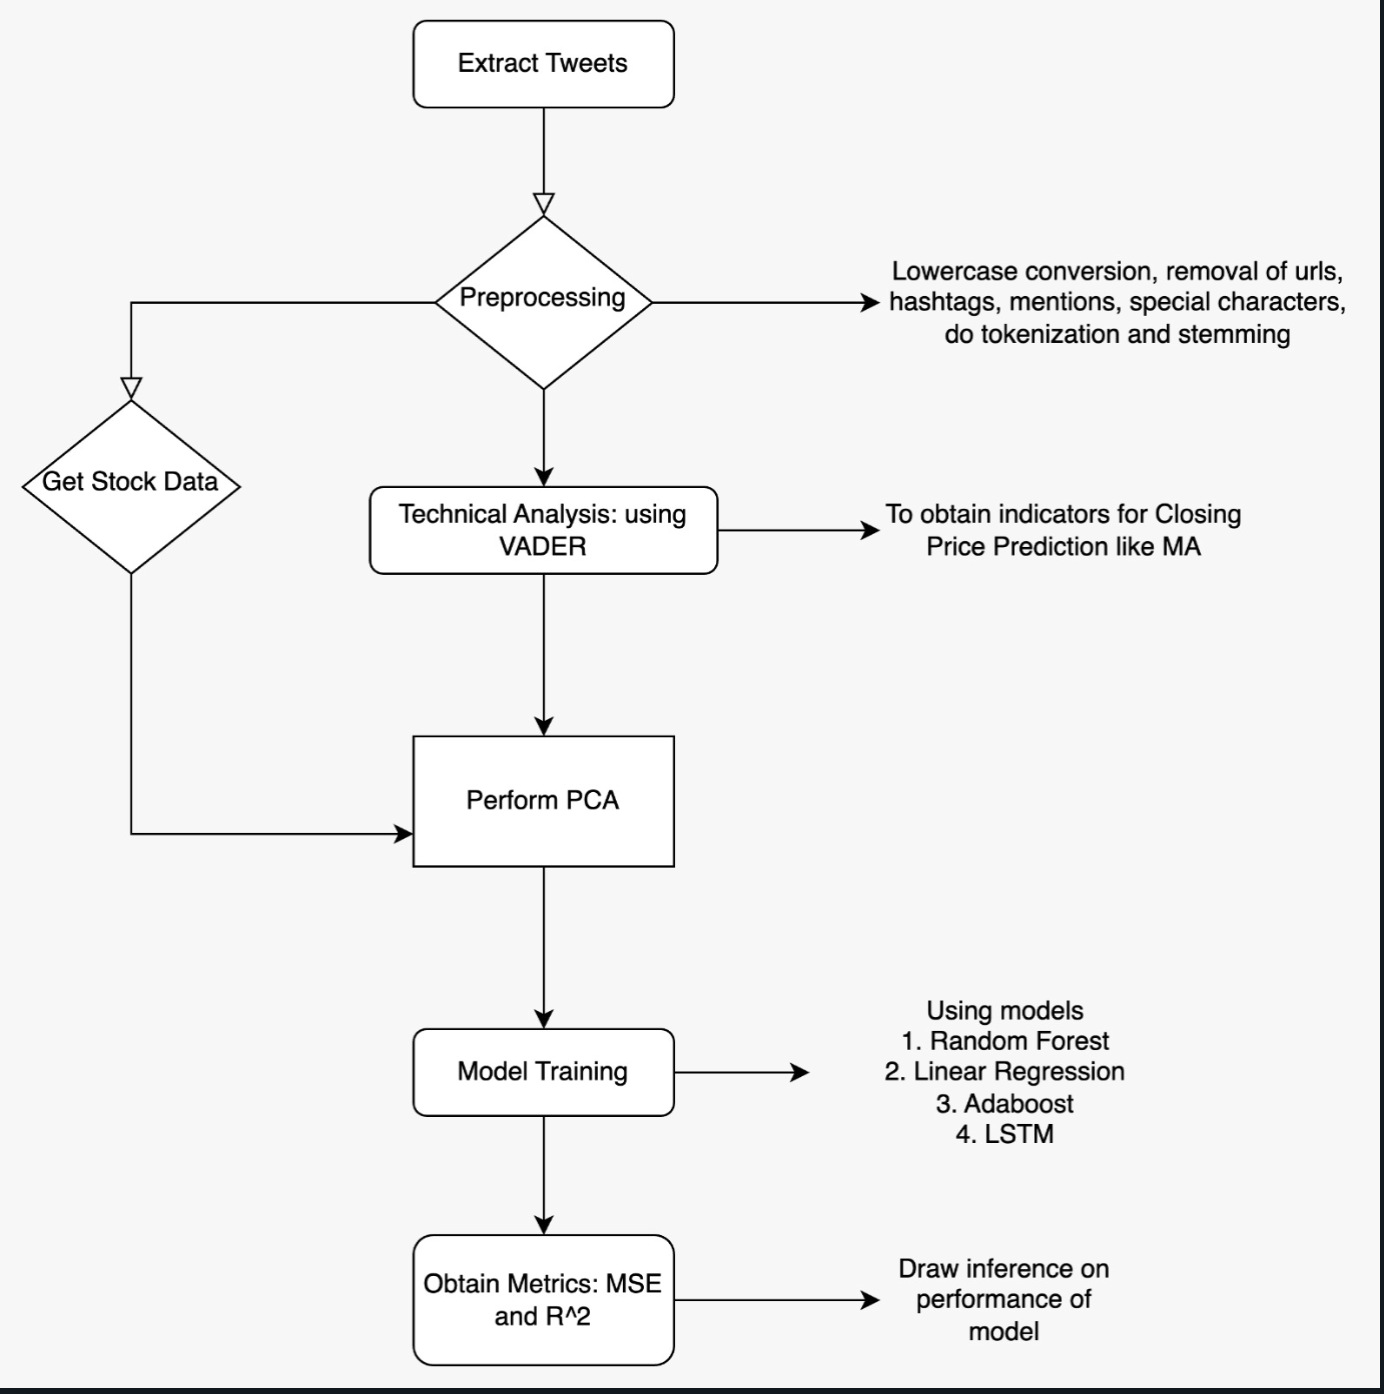 Extract Tweets
Preprocessing
Lowercase conversion, removal of urls,
hashtags, mentions, special characters,
do tokenization and stemming
Get Stock Data
Technical Analysis: using
VADER
To obtain indicators for Closing
Price Prediction like MA
Perform PCA
Model Training
Using models
1. Random Forest
2. Linear Regression
3. Adaboost
4. LSTM
Obtain Metrics: MSE
and R^2
Draw inference on
performance of
model